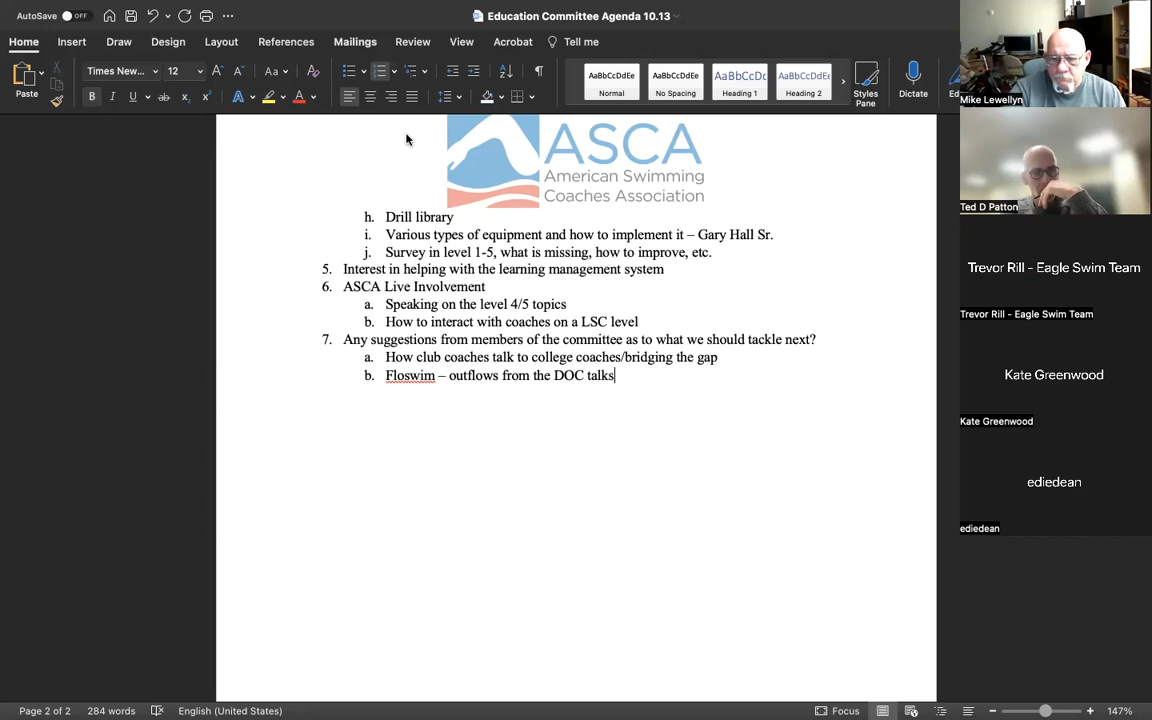 AutoSave OFF
Education Committee Agenda 10.13
Home Insert Draw Design Layout References Mailings Review View Acrobat Tell me
Paste
Times New... 12
Aa
B I U ab x₂ x²
A A
AaBbCcDdEe
Normal
AaBbCcDdEe
No Spacing
AaBbCcDc
Heading 1
AaBbCcDdEe
Heading 2
Styles
Pane
Dictate
ASCA
American Swimming
Coaches Association
h. Drill library
i. Various types of equipment and how to implement it – Gary Hall Sr.
j. Survey in level 1-5, what is missing, how to improve, etc.
5. Interest in helping with the learning management system
6. ASCA Live Involvement
a. Speaking on the level 4/5 topics
b. How to interact with coaches on a LSC level
7. Any suggestions from members of the committee as to what we should tackle next?
a. How club coaches talk to college coaches/bridging the gap
b. Floswim – outflows from the DOC talks
Page 2 of 2 284 words English (United States) Focus 147%
Mike Lewellyn
Ted D Patton
Trevor Rill - Eagle Swim Team
Trevor Rill - Eagle Swim Team
Kate Greenwood
Kate Greenwood
ediedean
ediedean